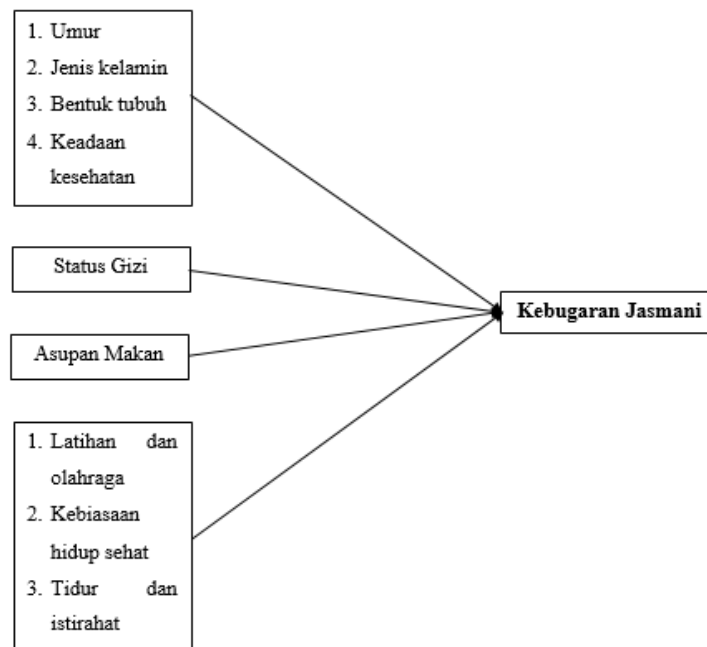 1. Umur
2. Jenis kelamin
3. Bentuk tubuh
4. Keadaan
kesehatan
Status Gizi
Asupan Makan
1. Latihan dan
olahraga
2. Kebiasaan
hidup sehat
3. Tidur dan
istirahat
Kebugaran Jasmani